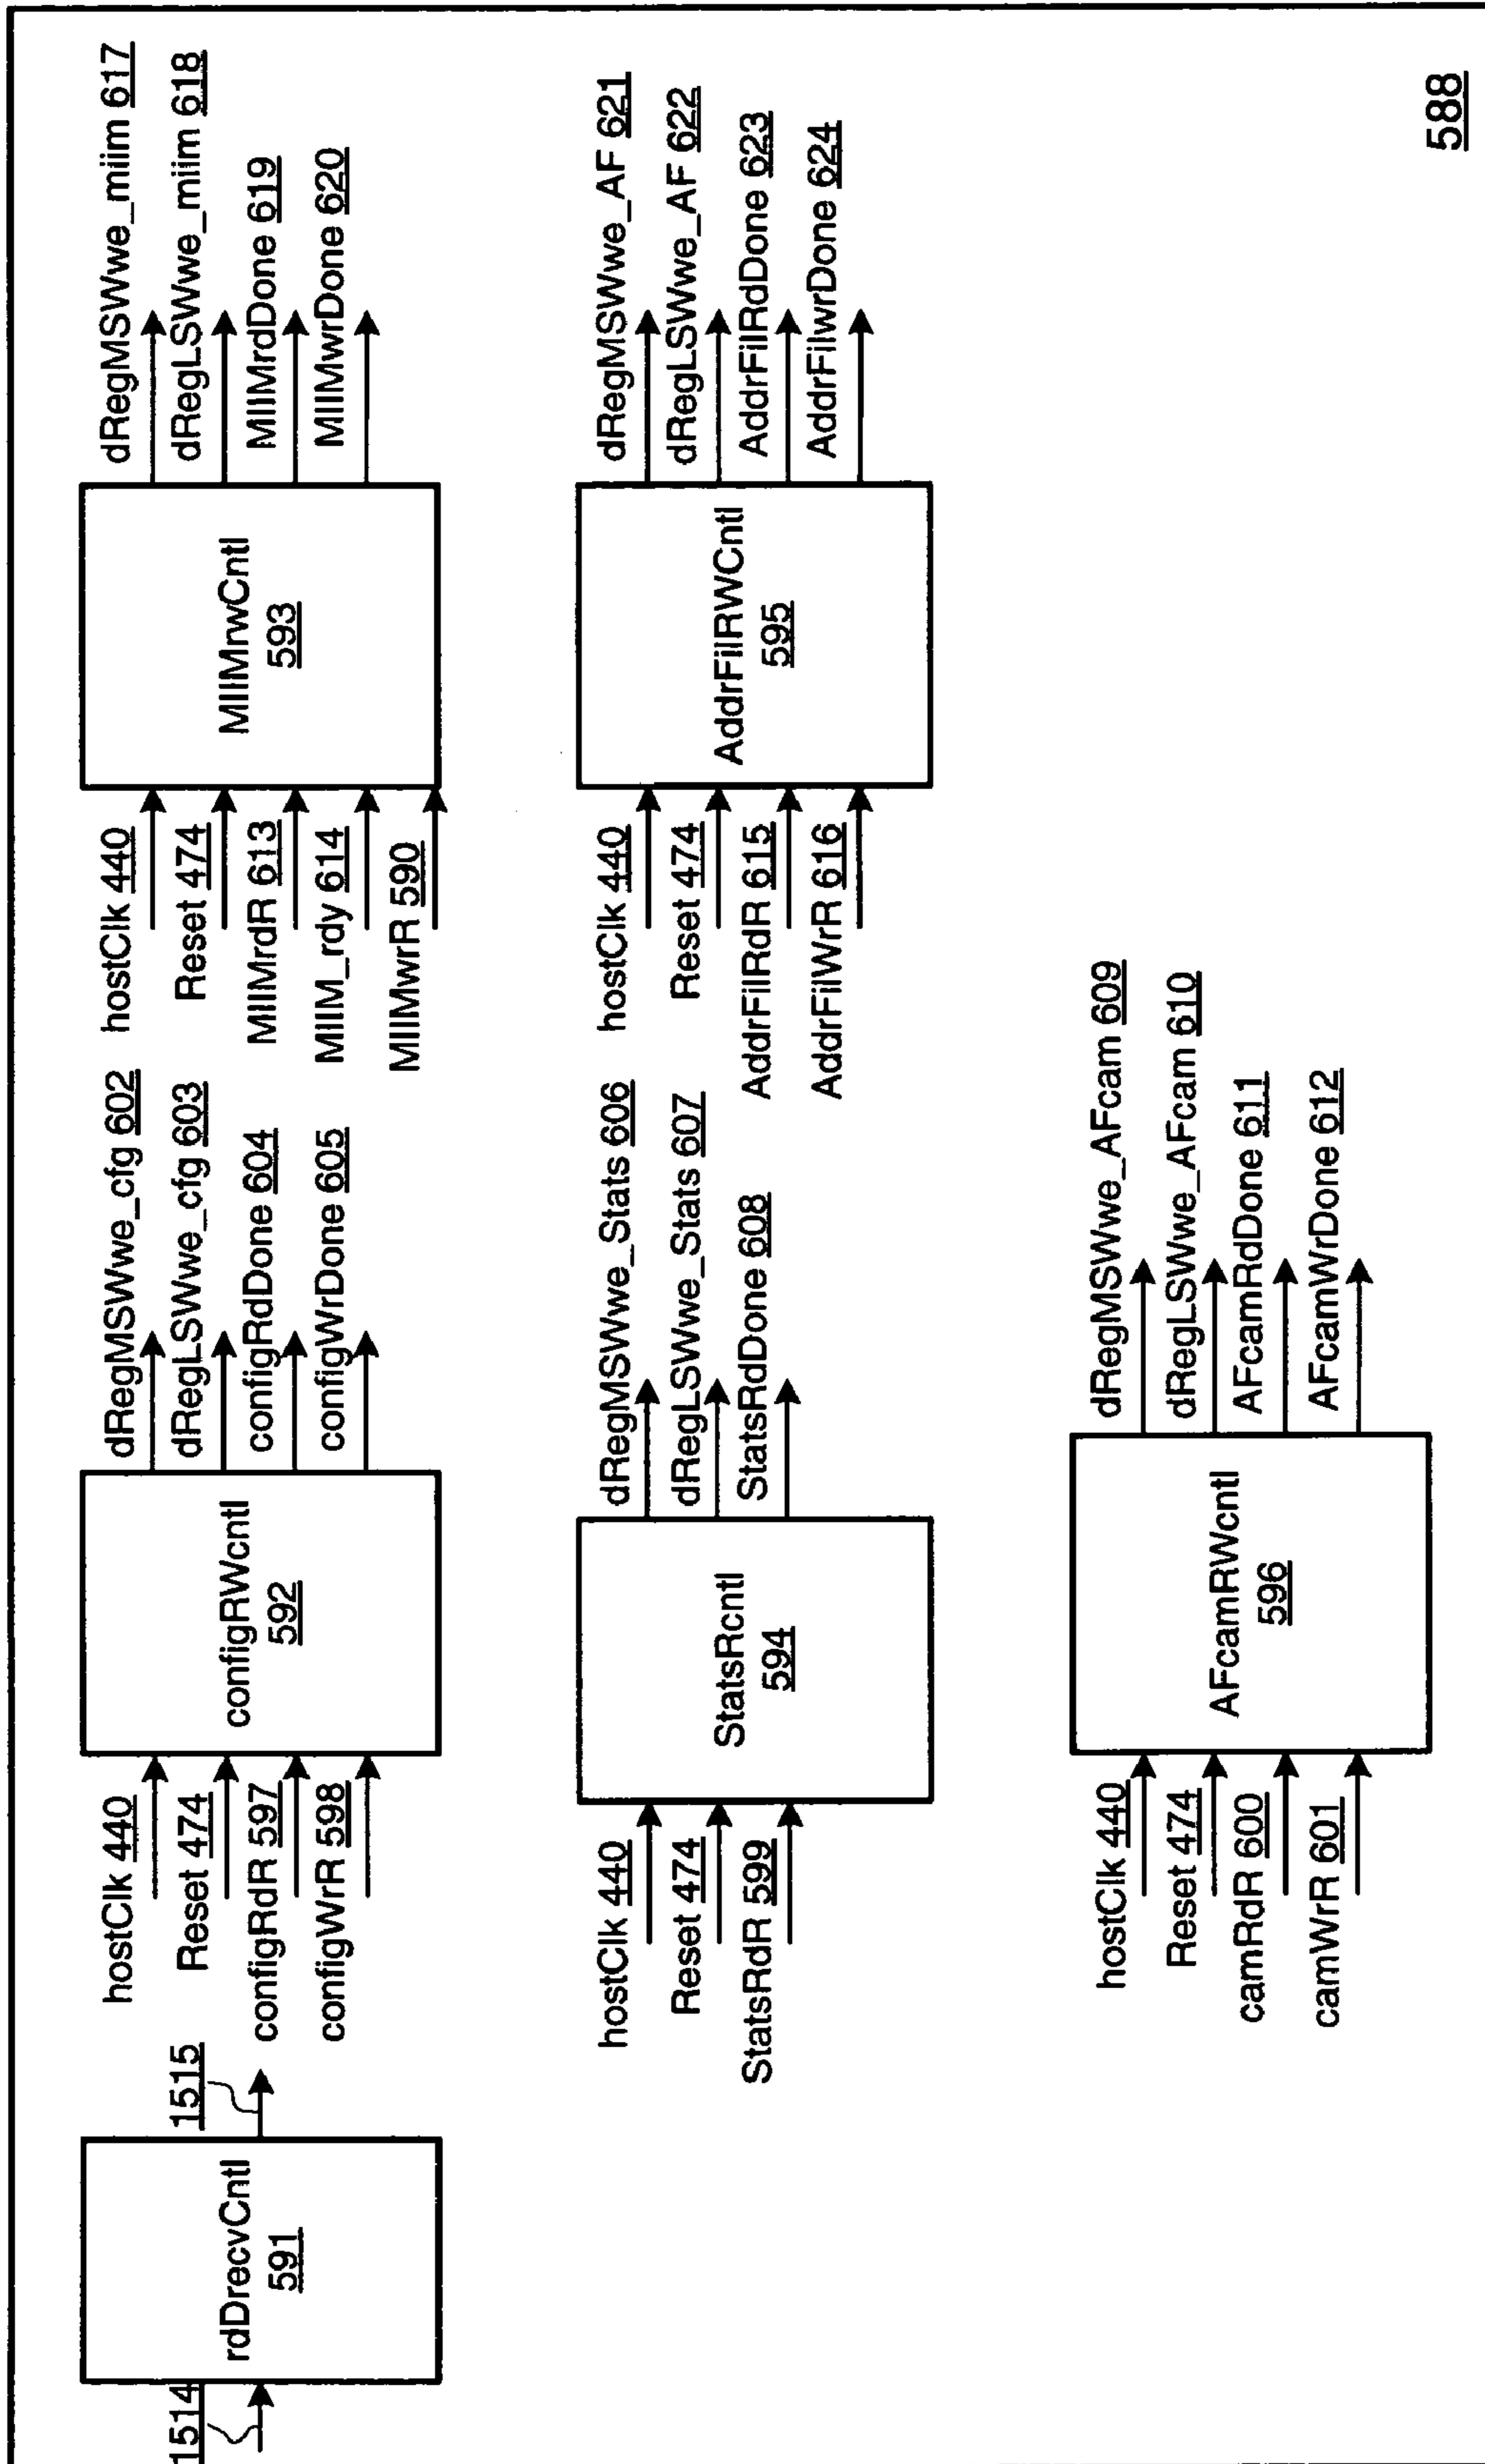 1514
rdDrecvCntl
591
1515
hostClk 440
Reset 474
configRdR 597
configWrR 598
configRWcntl
592
dRegMSWwe_cfg 602
dRegLSWwe_cfg 603
configRdDone 604
configWrDone 605
hostClk 440
Reset 474
MIIMrdR 613
MIIM_rdy 614
MIIMwrR 590
MIIMrwCntl
593
dRegMSWwe_miim 617
dRegLSWwe_miim 618
MIIMrdDone 619
MIIMwrDone 620
hostClk 440
Reset 474
StatsRdR 599
StatsRcntl
594
dRegMSWwe_Stats 606
dRegLSWwe_Stats 607
StatsRdDone 608
hostClk 440
Reset 474
AddrFilRdR 615
AddrFilWrR 616
AddrFilRWCntl
595
dRegMSWwe_AF 621
dRegLSWwe_AF 622
AddrFilRdDone 623
AddrFilwrDone 624
hostClk 440
Reset 474
camRdR 600
camWrR 601
AFcamRWcntl
596
dRegMSWwe_AFcam 609
dRegLSWwe_AFcam 610
AFcamRdDone 611
AFcamWrDone 612
588